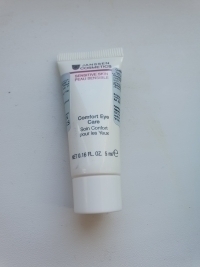 JANSSEN
COSMETICS
SENSITIVE SKIN
PEAU SENSIBLE
Comfort Eye
Care
Soin Confort
pour les Yeux
NET 0.16 FL. OZ. 5 ml ℮